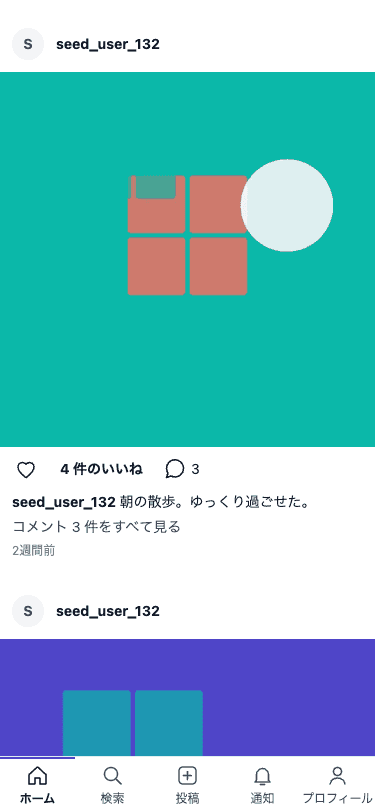 S seed_user_132
4 件のいいね 3
seed_user_132 朝の散歩。ゆっくり過ごせた。
コメント 3 件をすべて見る
2週間前
S seed_user_132
ホーム 検索 投稿 通知 プロフィール